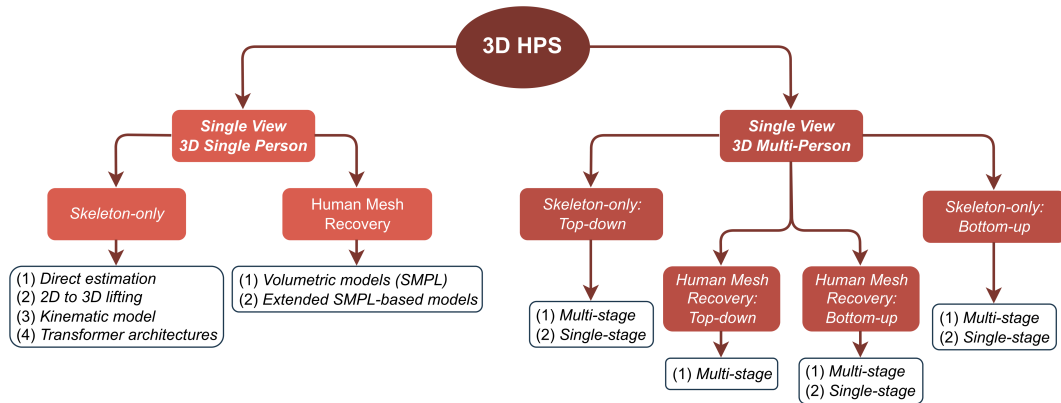 3D HPS
Single View
3D Single Person
Single View
3D Multi-Person
Skeleton-only
Human Mesh
Recovery
Skeleton-only:
Top-down
Skeleton-only:
Bottom-up
(1) Direct estimation
(2) 2D to 3D lifting
(3) Kinematic model
(4) Transformer architectures
(1) Volumetric models (SMPL)
(2) Extended SMPL-based models
Human Mesh
Recovery:
Top-down
Human Mesh
Recovery:
Bottom-up
(1) Multi-stage
(2) Single-stage
(1) Multi-stage
(1) Multi-stage
(2) Single-stage
(1) Multi-stage
(2) Single-stage